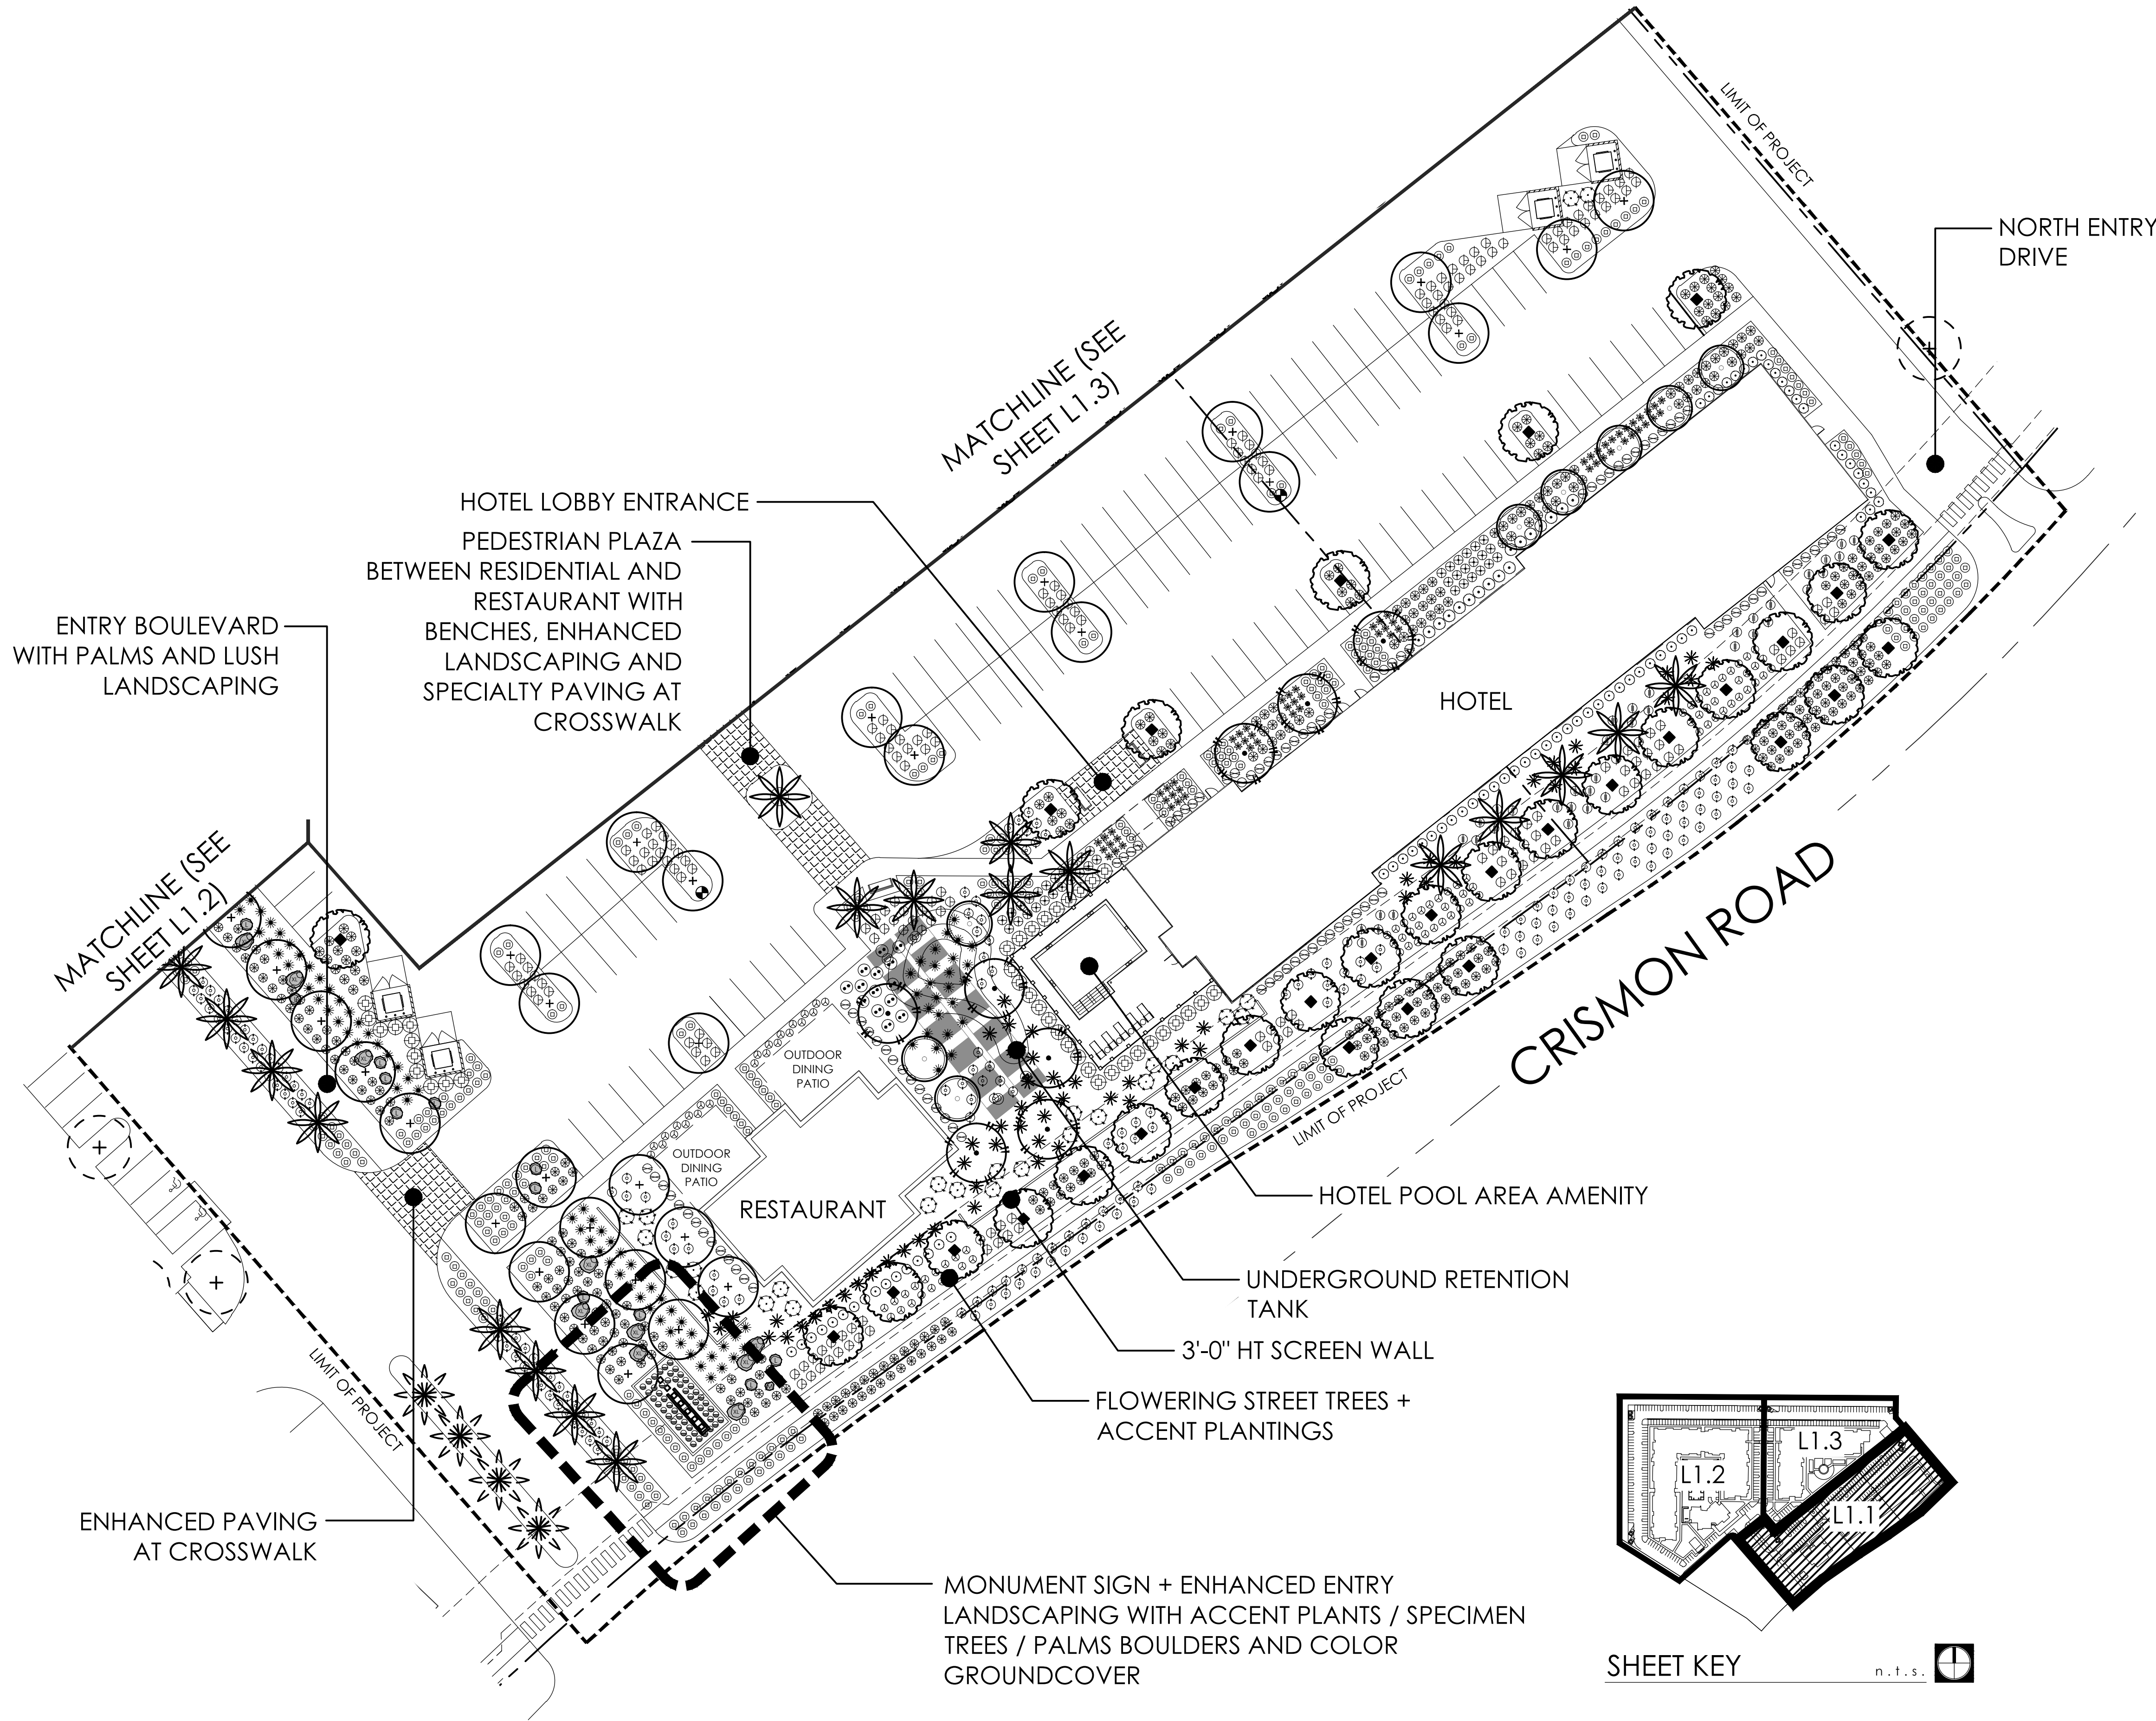 LIMIT OF PROJECT
NORTH ENTRY
DRIVE
MATCHLINE (SEE
SHEET L1.3)
HOTEL LOBBY ENTRANCE
PEDESTRIAN PLAZA
BETWEEN RESIDENTIAL AND
RESTAURANT WITH
BENCHES, ENHANCED
LANDSCAPING AND
SPECIALTY PAVING AT
CROSSWALK
ENTRY BOULEVARD
WITH PALMS AND LUSH
LANDSCAPING
HOTEL
MATCHLINE (SEE
SHEET L1.2)
CRISMON ROAD
OUTDOOR
DINING
PATIO
LIMIT OF PROJECT
OUTDOOR
DINING
PATIO
RESTAURANT
HOTEL POOL AREA AMENITY
UNDERGROUND RETENTION
TANK
3'-0" HT SCREEN WALL
FLOWERING STREET TREES +
ACCENT PLANTINGS
LIMIT OF PROJECT
ENHANCED PAVING
AT CROSSWALK
MONUMENT SIGN + ENHANCED ENTRY
LANDSCAPING WITH ACCENT PLANTS / SPECIMEN
TREES / PALMS BOULDERS AND COLOR
GROUNDCOVER
L1.3
L1.2
L1.1
SHEET KEY
n.t.s.